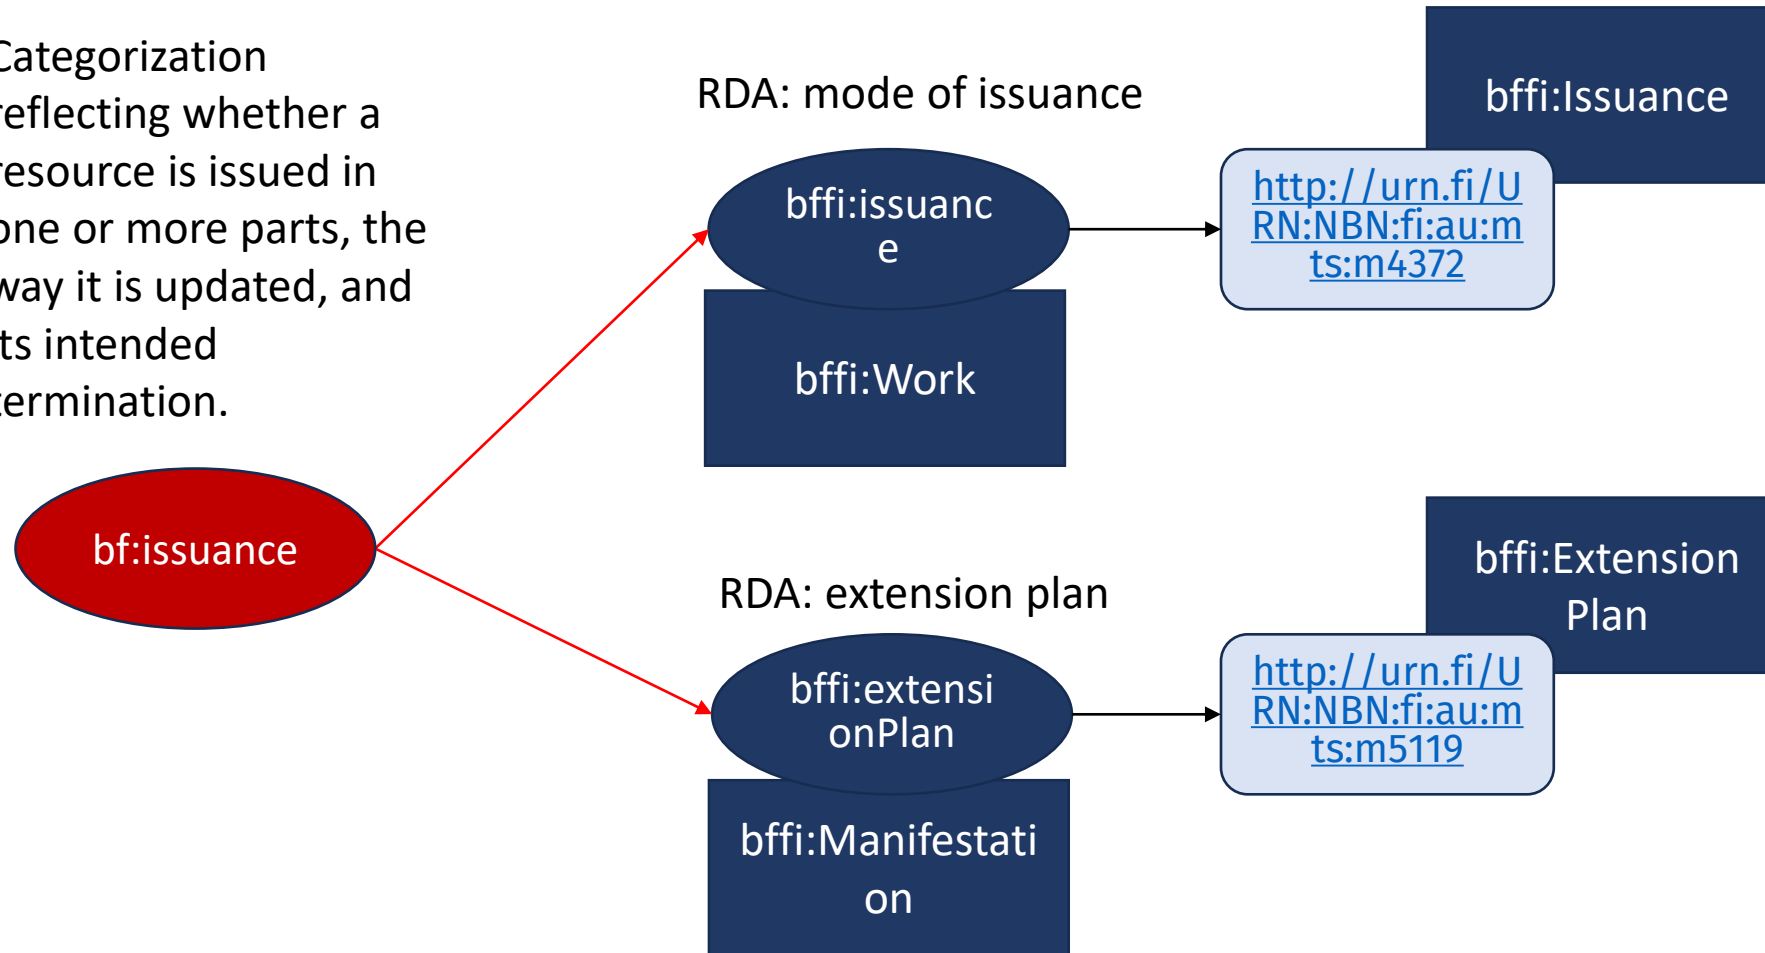 Categorization
reflecting whether a
resource is issued in
one or more parts, the
way it is updated, and
its intended
termination.
bf:issuance
RDA: mode of issuance
bffi:issuanc
e
bffi:Work
http://urn.fi/U
RN:NBN:fi:au:m
ts:m4372
bffi:Issuance
RDA: extension plan
bffi:extensi
onPlan
bffi:Manifestati
on
http://urn.fi/U
RN:NBN:fi:au:m
ts:m5119
bffi:Extension
Plan